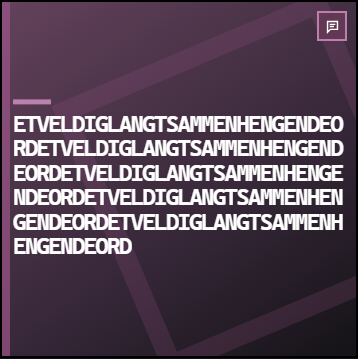 ETVELDIGLANGTSAMMENHENGENDEO
RDETVELDIGLANGTSAMMENHENGEND
EORDETVELDIGLANGTSAMMENHENGE
NDEORDETVELDIGLANGTSAMMENHEN
GENDEORDETVELDIGLANGTSAMMENH
ENGENDEORD